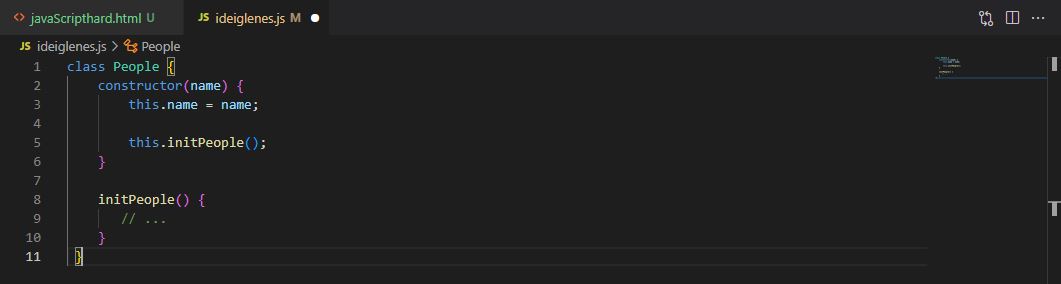 <> javaScripthard.html U JS ideiglenes.js M
JS ideiglenes.js > People
1 class People {
2 constructor(name) {
3 this.name = name;
4
5 this.initPeople();
6 }
7
8 initPeople() {
9 // ...
10 }
11 }